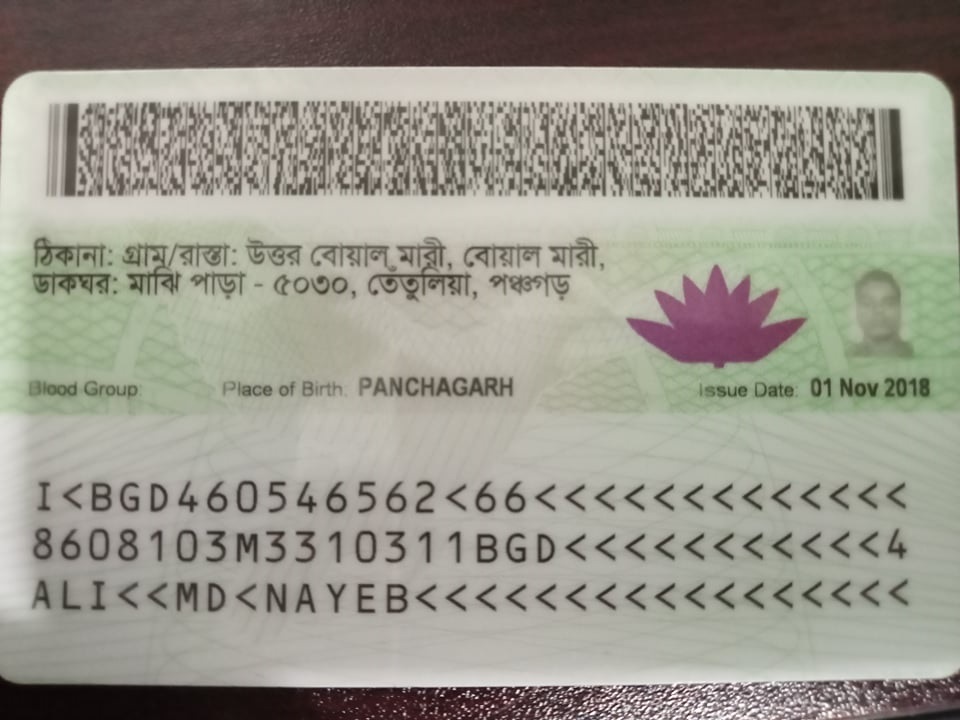 ঠিকানা: গ্রাম/রাস্তা: উত্তর বোয়াল মারী, বোয়াল মারী,
ডাকঘর: মাঝি পাড়া - ৫০৩০, তেতুলিয়া, পঞ্চগড়
Blood Group: Place of Birth: PANCHAGARH Issue Date: 01 Nov 2018
I<BGD460546562<66<<<<<<<<<<<<<
8608103M3310311BGD<<<<<<<<<<<4
ALI<<MD<NAYEB<<<<<<<<<<<<<<<<<